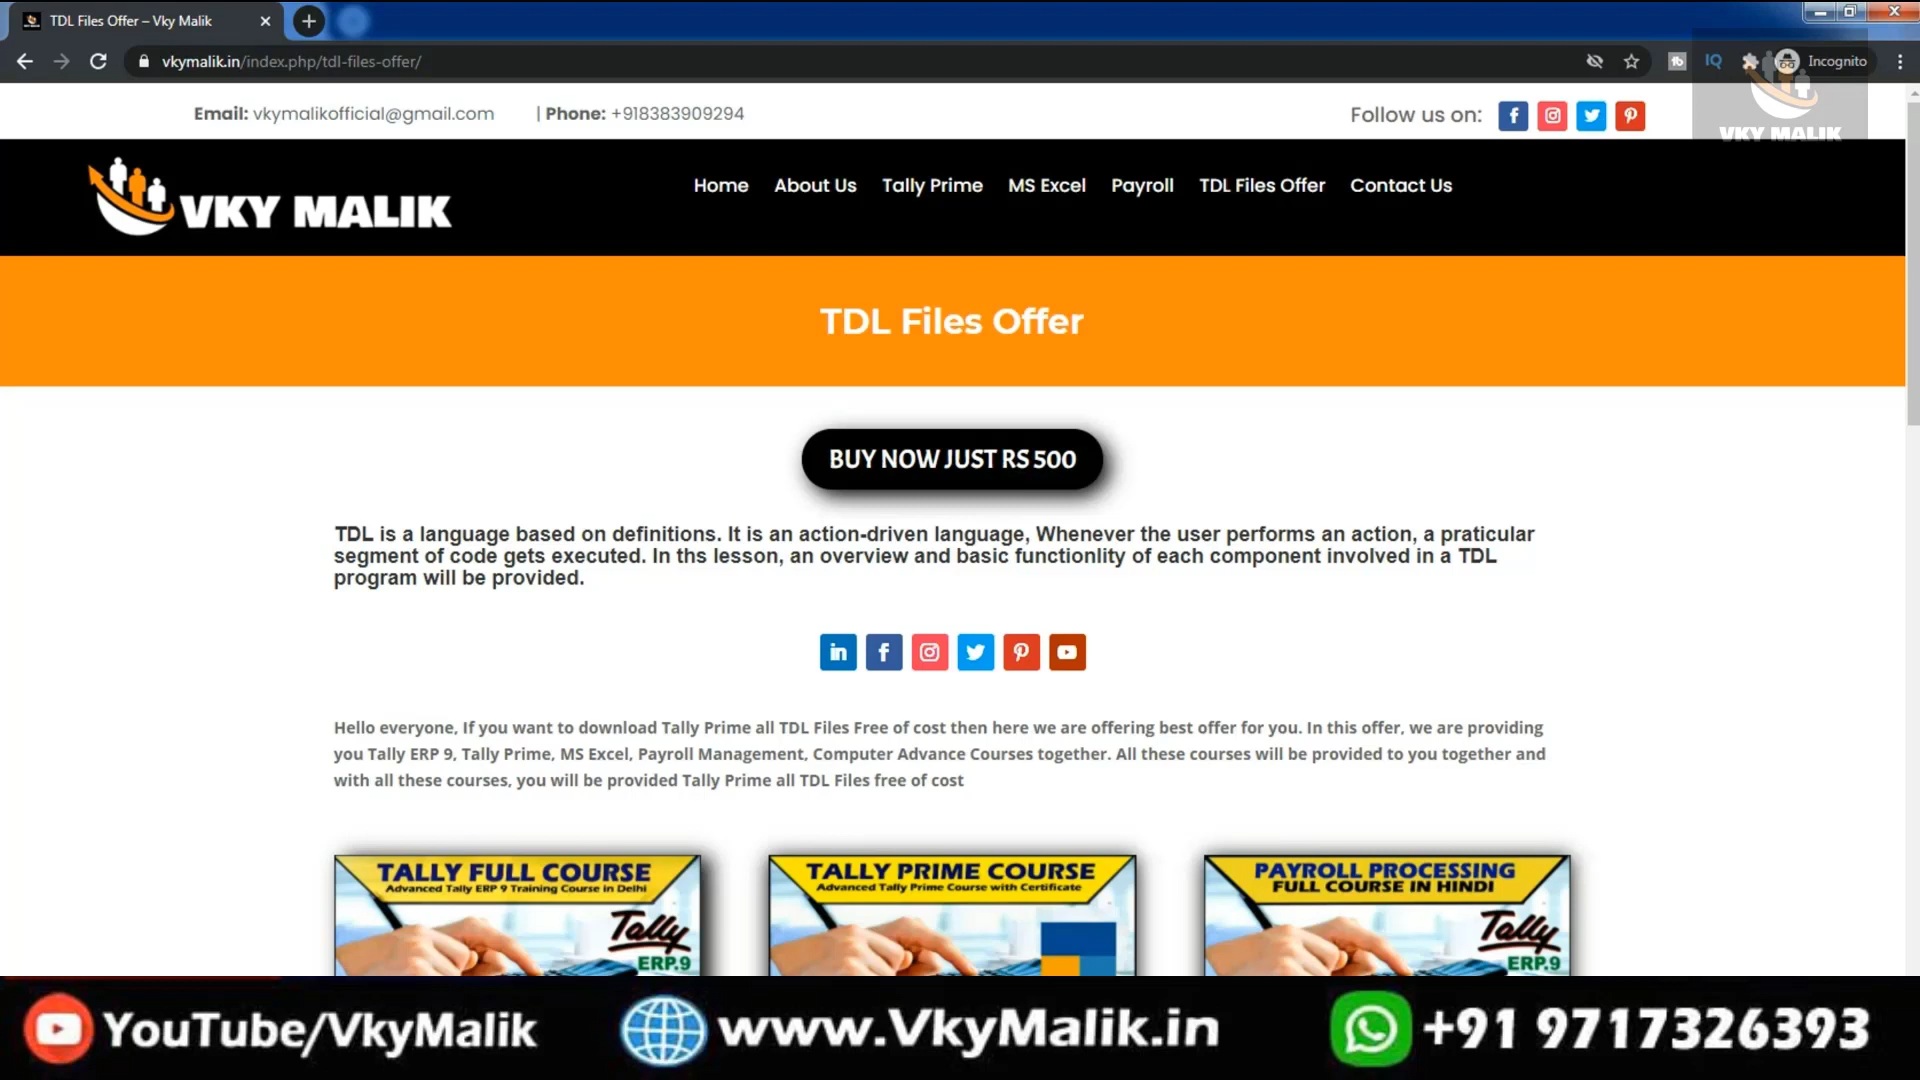 TDL Files Offer – Vky Malik
vkymalik.in/index.php/tdl-files-offer/
Incognito
Email: vkymalikofficial@gmail.com | Phone: +918383909294
Follow us on:
VKY MALIK
VKY MALIK
Home About Us Tally Prime MS Excel Payroll TDL Files Offer Contact Us
TDL Files Offer
BUY NOW JUST RS 500
TDL is a language based on definitions. It is an action-driven language, Whenever the user performs an action, a praticular
segment of code gets executed. In ths lesson, an overview and basic functionlity of each component involved in a TDL
program will be provided.
Hello everyone, If you want to download Tally Prime all TDL Files Free of cost then here we are offering best offer for you. In this offer, we are providing
you Tally ERP 9, Tally Prime, MS Excel, Payroll Management, Computer Advance Courses together. All these courses will be provided to you together and
with all these courses, you will be provided Tally Prime all TDL Files free of cost
TALLY FULL COURSE
Advanced Tally ERP 9 Training Course in Delhi
Tally
ERP.9
TALLY PRIME COURSE
Advanced Tally Prime Course with Certificate
PAYROLL PROCESSING
FULL COURSE IN HINDI
Tally
ERP.9
YouTube/VkyMalik
www.VkyMalik.in
+91 9717326393